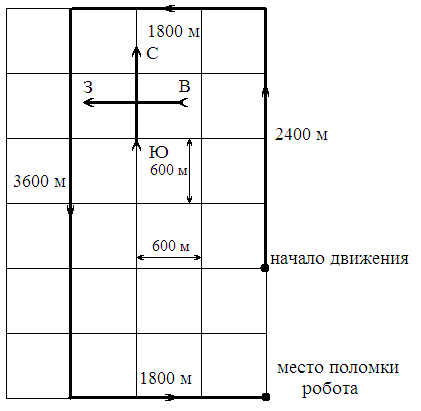 1800 м
С
З
В
2400 м
Ю
600 м
3600 м
600 м
начало движения
место поломки
робота
1800 м